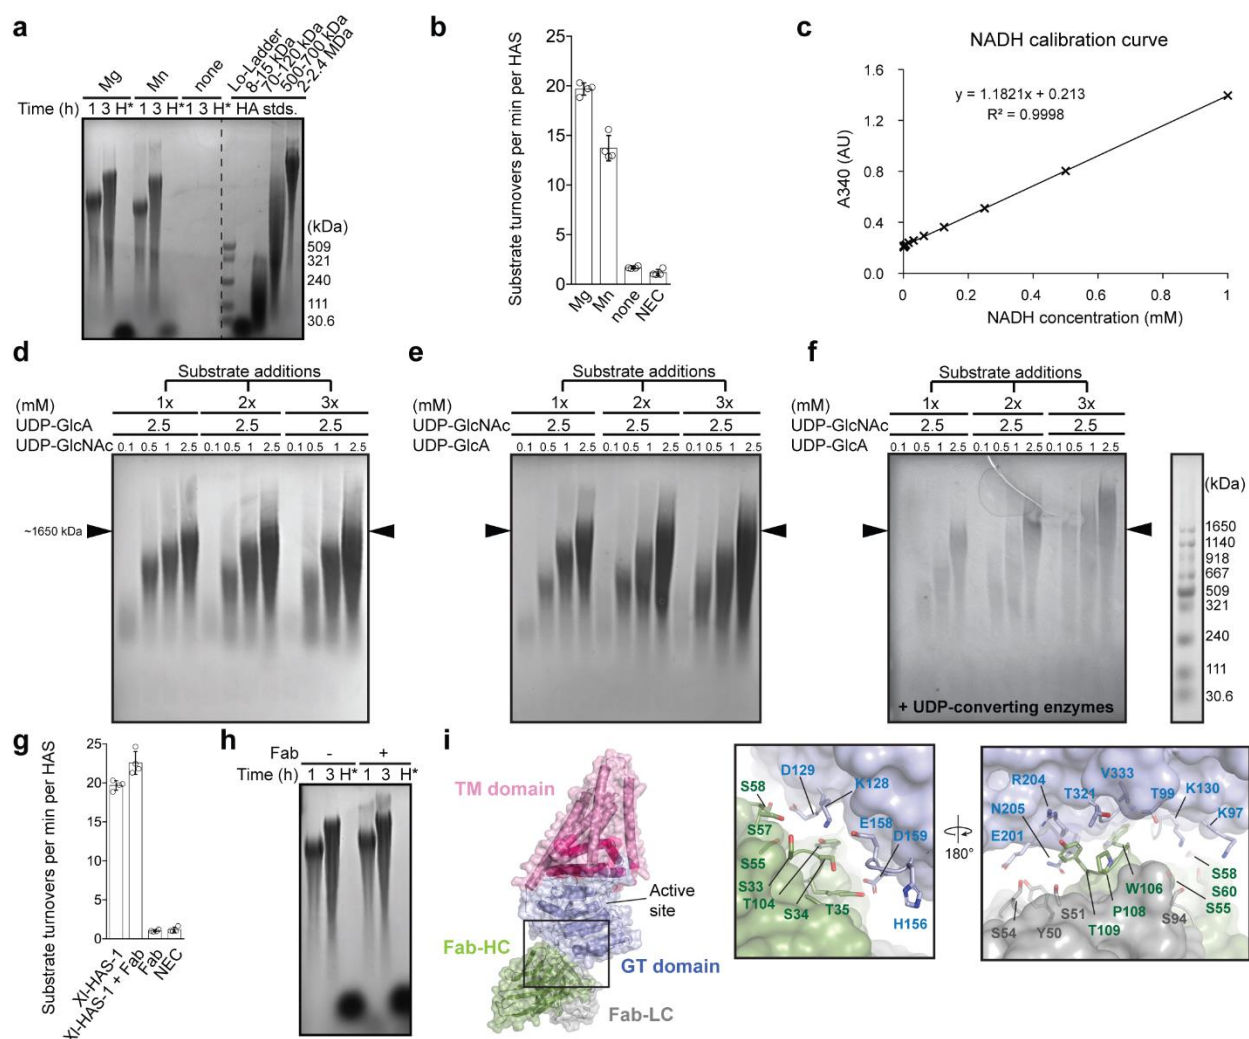 a
Mg Mn none Lo-Ladder 8-15 kDa 70-120 kDa 500-700 kDa 2-2.4 MDa
Time (h) 1 3 H* 1 3 H* 1 3 H* HA stds.
(kDa)
509
321
240
111
30.6
b
Substrate turnovers per min per HAS
25
20
15
10
5
0
Mg Mn none NEC
c
NADH calibration curve
y = 1.1821x + 0.213
R² = 0.9998
A340 (AU)
1.6
1.2
0.8
0.4
0.0
0 0.2 0.4 0.6 0.8 1
NADH concentration (mM)
d
Substrate additions
(mM) 1x 2x 3x
UDP-GlcA 2.5 2.5 2.5
UDP-GlcNAc 0.1 0.5 1 2.5 0.1 0.5 1 2.5 0.1 0.5 1 2.5
~1650 kDa
e
Substrate additions
(mM) 1x 2x 3x
UDP-GlcNAc 2.5 2.5 2.5
UDP-GlcA 0.1 0.5 1 2.5 0.1 0.5 1 2.5 0.1 0.5 1 2.5
f
Substrate additions
(mM) 1x 2x 3x
UDP-GlcNAc 2.5 2.5 2.5
UDP-GlcA 0.1 0.5 1 2.5 0.1 0.5 1 2.5 0.1 0.5 1 2.5
+ UDP-converting enzymes
(kDa)
1650
1140
918
667
509
321
240
111
30.6
g
Substrate turnovers per min per HAS
25
20
15
10
5
0
XI-HAS-1
XI-HAS-1 + Fab
Fab
NEC
h
Fab - +
Time (h) 1 3 H* 1 3 H*
i
TM domain
Active
site
Fab-HC
GT domain
Fab-LC
D129
K128
S58
S57
E158
D159
S55
S33
T104
S34
T35
H156
180°
R204
T321
V333
T99
K130
K97
N205
E201
S58
S60
S55
W106
P108
T109
S94
S51
Y50
S54